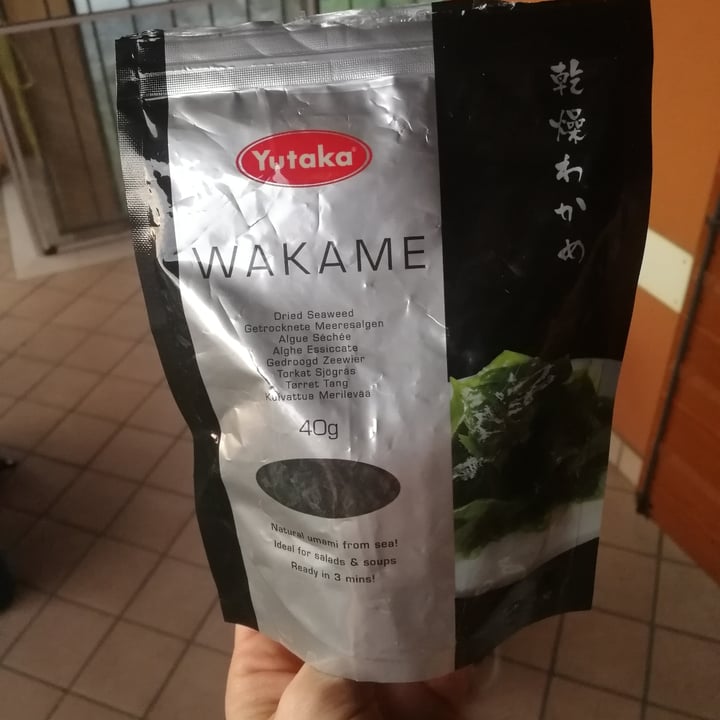 Yutaka®
WAKAME
Dried Seaweed
Getrocknete Meeresalgen
Algue Séchée
Alghe Essiccate
Gedroogd Zeewier
Torkat Sjögräs
Tørret Tang
Kuivattua Merilevää
40g
Natural umami from sea!
Ideal for salads & soups
Ready in 3 mins!
乾燥わかめ